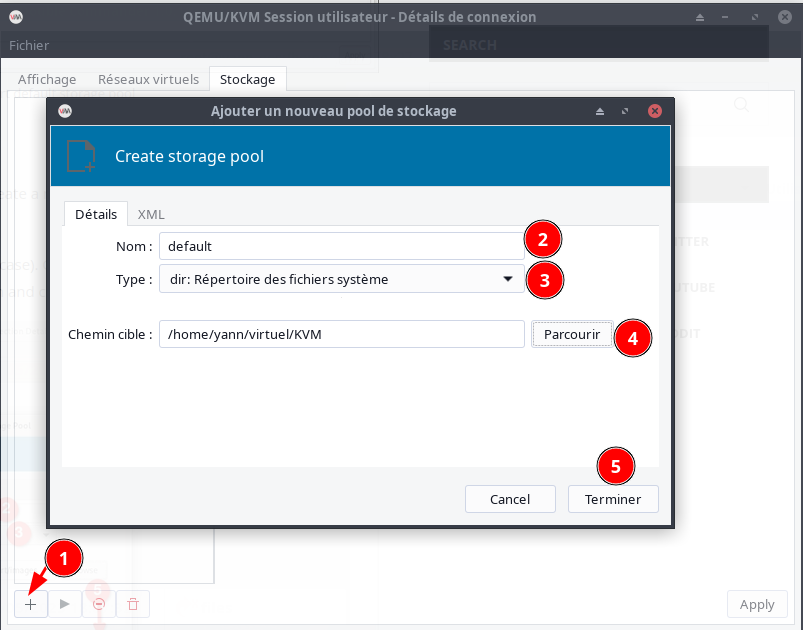 QEMU/KVM Session utilisateur - Détails de connexion
Fichier
SEARCH
Affichage Réseaux virtuels Stockage
Ajouter un nouveau pool de stockage
Create storage pool
Détails XML
Nom : default 2
Type : dir: Répertoire des fichiers système 3
Chemin cible : /home/yann/virtuel/KVM Parcourir 4
5
Cancel Terminer
1
Apply